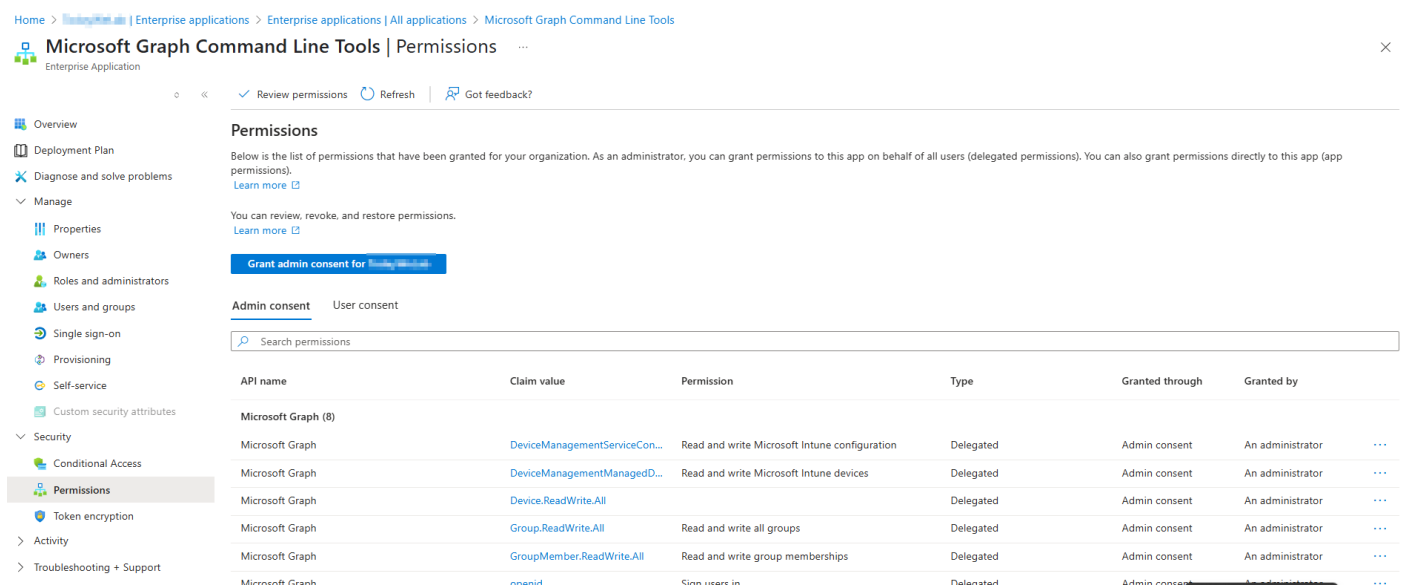 Home > | Enterprise applications > Enterprise applications | All applications > Microsoft Graph Command Line Tools
Microsoft Graph Command Line Tools | Permissions ...
Enterprise Application
Review permissions Refresh | Got feedback?
Overview
Deployment Plan
Diagnose and solve problems
Manage
Properties
Owners
Roles and administrators
Users and groups
Single sign-on
Provisioning
Self-service
Custom security attributes
Security
Conditional Access
Permissions
Token encryption
Activity
Troubleshooting + Support
Permissions
Below is the list of permissions that have been granted for your organization. As an administrator, you can grant permissions to this app on behalf of all users (delegated permissions). You can also grant permissions directly to this app (app
permissions).
Learn more
You can review, revoke, and restore permissions.
Learn more
Grant admin consent for
Admin consent User consent
Search permissions
API name Claim value Permission Type Granted through Granted by
Microsoft Graph (8)
Microsoft Graph DeviceManagementServiceCon... Read and write Microsoft Intune configuration Delegated Admin consent An administrator ...
Microsoft Graph DeviceManagementManagedD... Read and write Microsoft Intune devices Delegated Admin consent An administrator ...
Microsoft Graph Device.ReadWrite.All Delegated Admin consent An administrator ...
Microsoft Graph Group.ReadWrite.All Read and write all groups Delegated Admin consent An administrator ...
Microsoft Graph GroupMember.ReadWrite.All Read and write group memberships Delegated Admin consent An administrator ...
Microsoft Graph openid Sign users in Delegated Admin consent An administrator ...